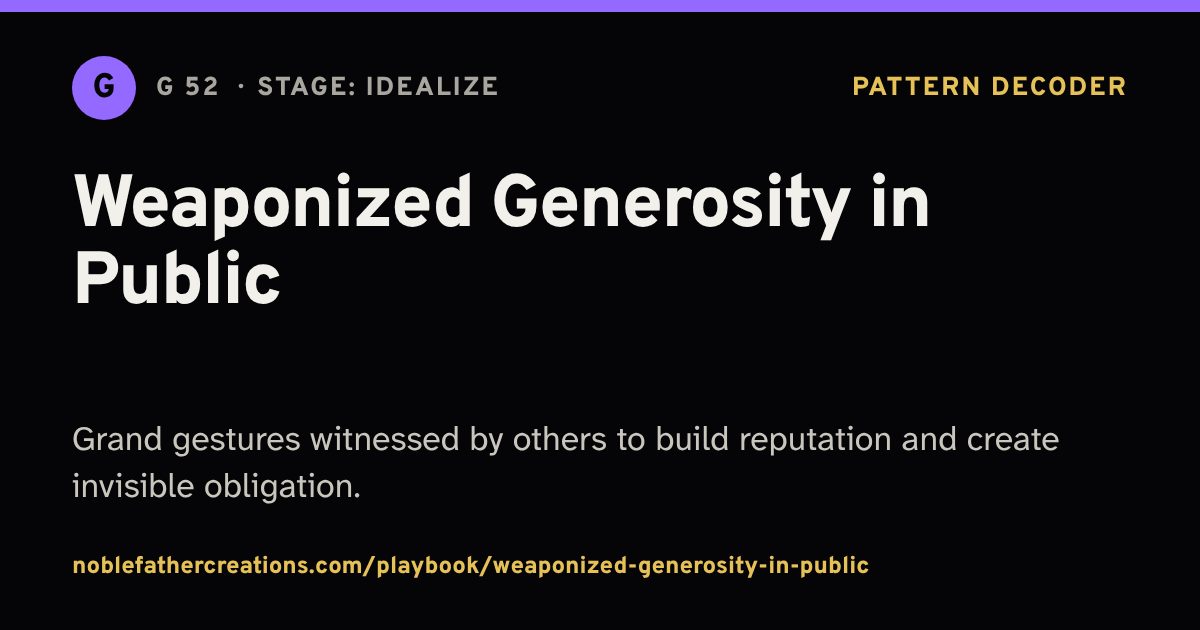 G
G 52 · STAGE: IDEALIZE
PATTERN DECODER
Weaponized Generosity in
Public
Grand gestures witnessed by others to build reputation and create
invisible obligation.
noblefathercreations.com/playbook/weaponized-generosity-in-public